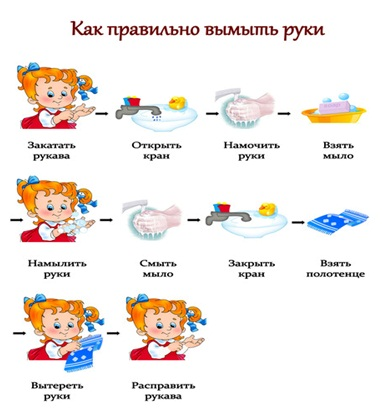 Как правильно вымыть руки
Закатать
рукава
Открыть
кран
Намочить
руки
Взять
мыло
Намылить
руки
Смыть
мыло
Закрыть
кран
Взять
полотенце
Вытереть
руки
Расправить
рукава